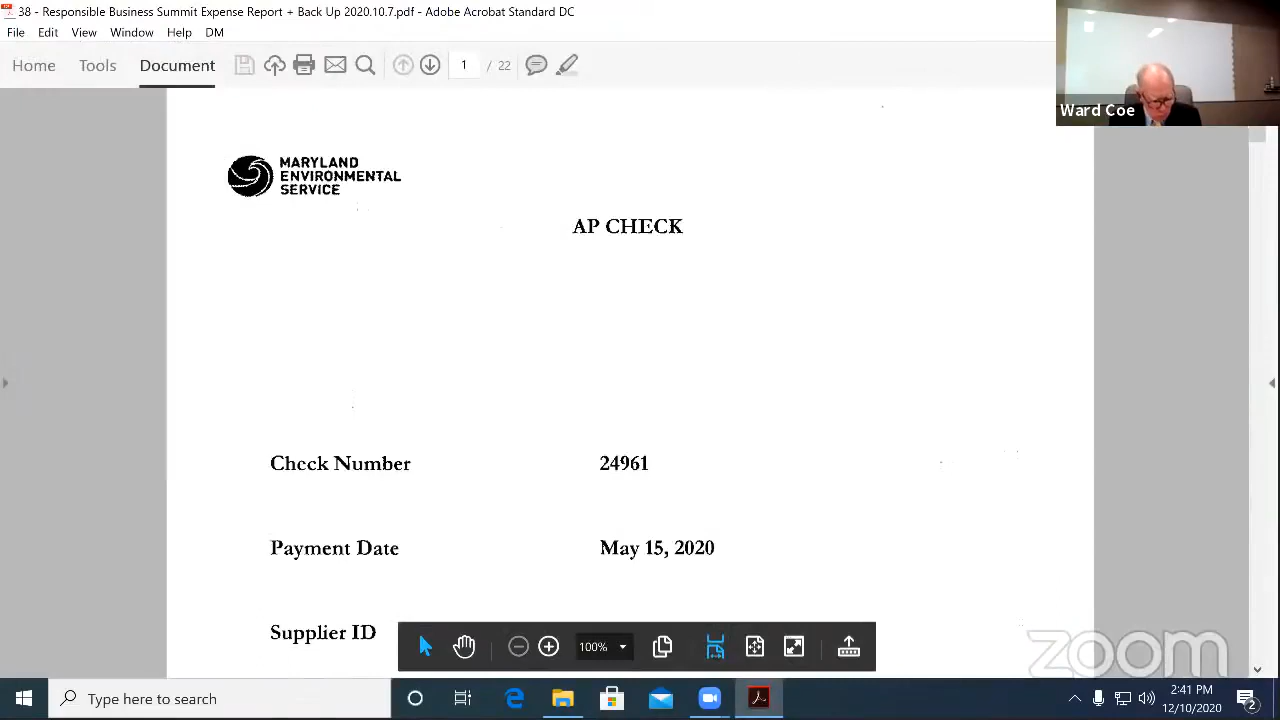 38 - Responsible Business Summit Expense Report + Back Up 2020.10.7.pdf - Adobe Acrobat Standard DC
File Edit View Window Help DM
Home Tools Document 1 / 22
Ward Coe
MARYLAND
ENVIRONMENTAL
SERVICE
AP CHECK
Check Number 24961
Payment Date May 15, 2020
Supplier ID
100%
zoom
Type here to search
2:41 PM
12/10/2020
2